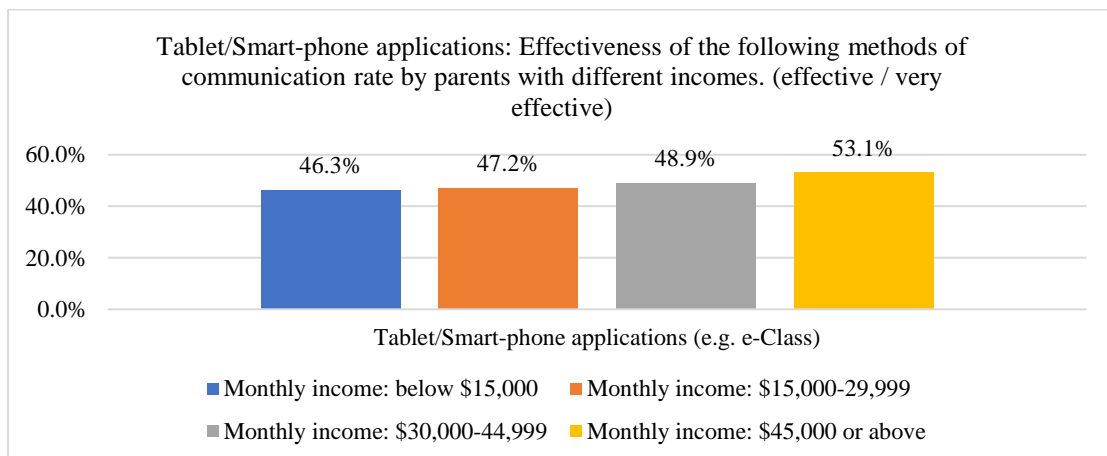 Tablet/Smart-phone applications: Effectiveness of the following methods of
communication rate by parents with different incomes. (effective / very
effective)
60.0%
40.0%
20.0%
0.0%
46.3%
47.2%
48.9%
53.1%
Tablet/Smart-phone applications (e.g. e-Class)
Monthly income: below $15,000
Monthly income: $15,000-29,999
Monthly income: $30,000-44,999
Monthly income: $45,000 or above